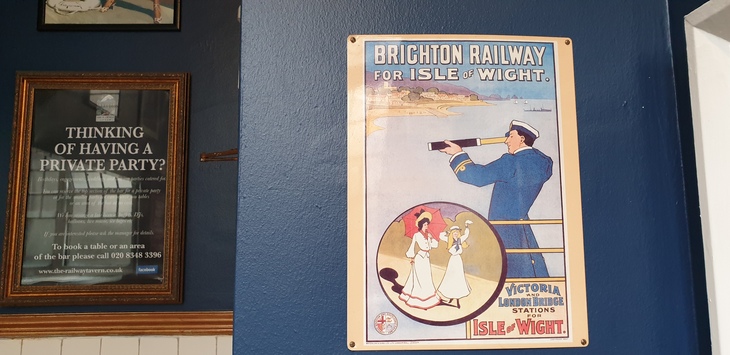 THINKING
OF HAVING A
PRIVATE PARTY?
To book a table or an area
of the bar please call 020 8348 3396
www.the-railwaytavern.co.uk
facebook
BRIGHTON RAILWAY
FOR ISLE OF WIGHT.
VICTORIA
AND
LONDON BRIDGE
STATIONS
FOR
ISLE OF WIGHT.